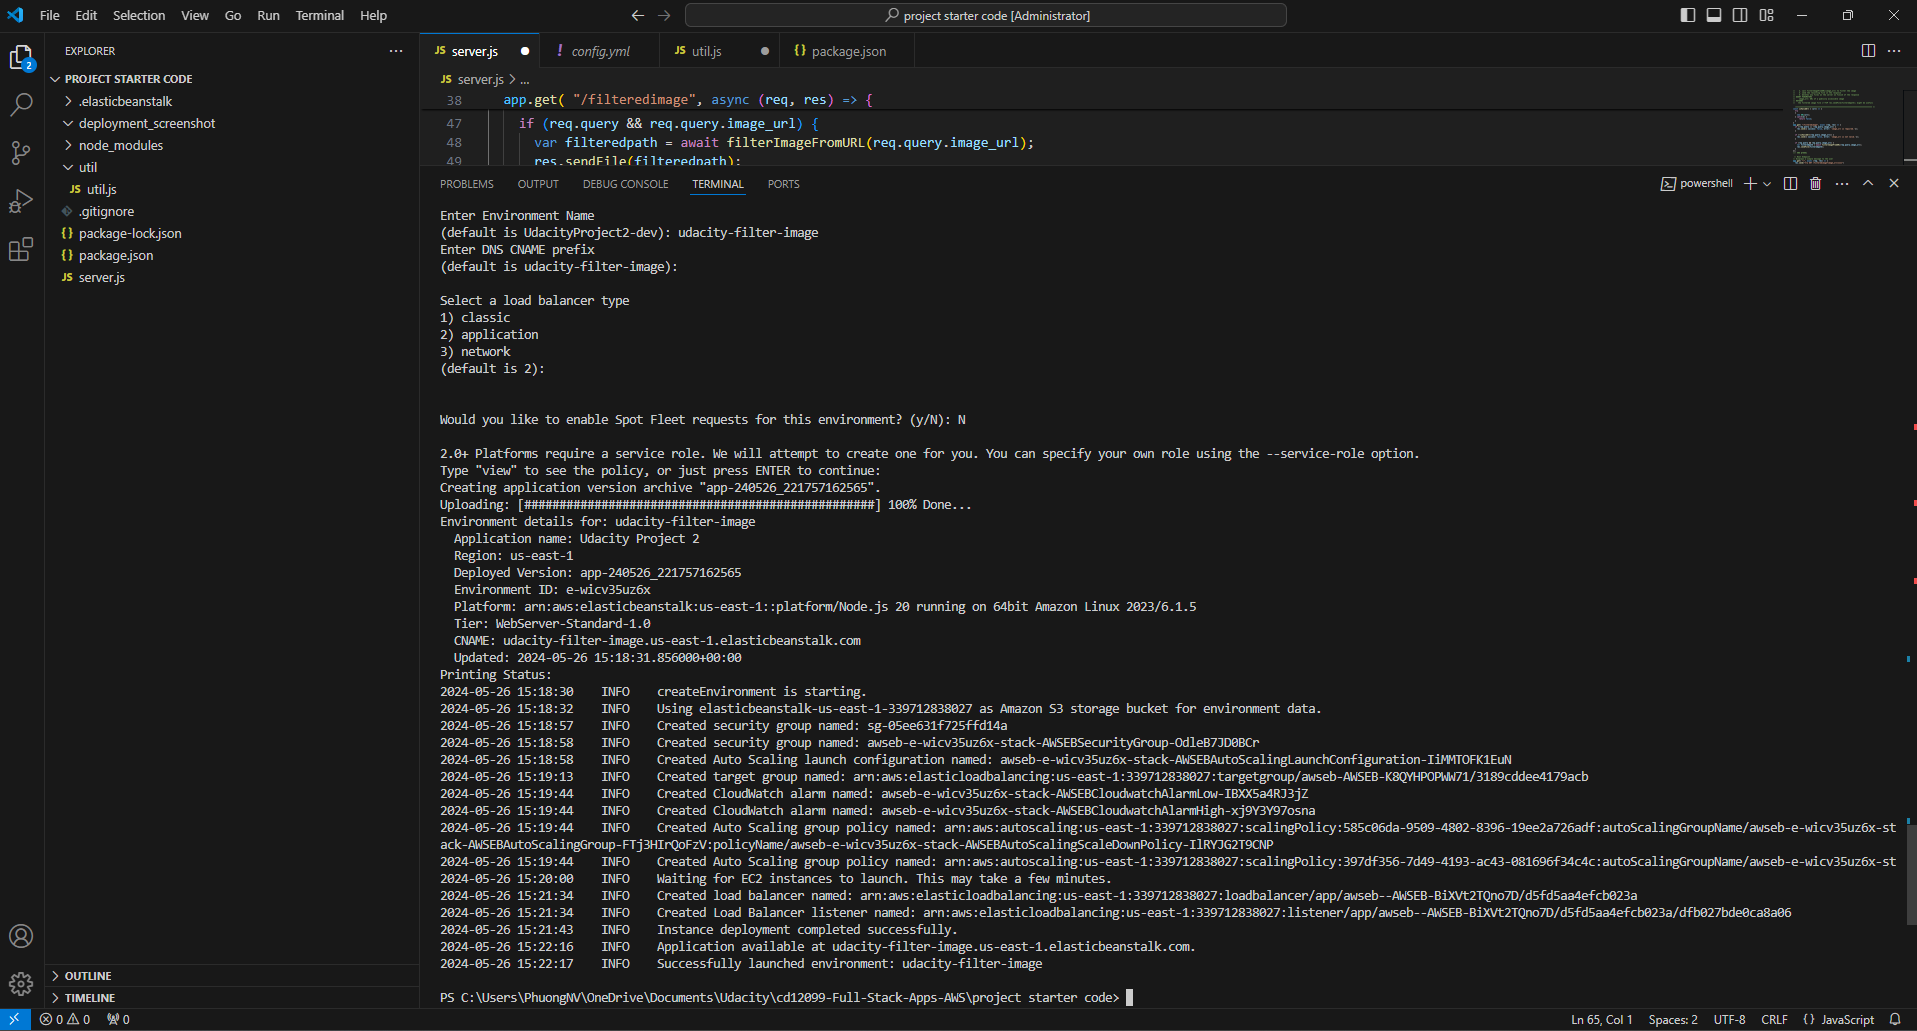 File Edit Selection View Go Run Terminal Help
project starter code [Administrator]
EXPLORER
2
PROJECT STARTER CODE
.elasticbeanstalk
deployment_screenshot
node_modules
util
JS util.js
.gitignore
{} package-lock.json
{} package.json
JS server.js
OUTLINE
TIMELINE
JS server.js ! config.yml JS util.js {} package.json
JS server.js > ...
38 app.get( "/filteredimage", async (req, res) => {
47 if (req.query && req.query.image_url) {
48 var filteredpath = await filterImageFromURL(req.query.image_url);
49 res.sendFile(filteredpath);
PROBLEMS OUTPUT DEBUG CONSOLE TERMINAL PORTS
powershell
Enter Environment Name
(default is UdacityProject2-dev): udacity-filter-image
Enter DNS CNAME prefix
(default is udacity-filter-image):
Select a load balancer type
1) classic
2) application
3) network
(default is 2):
Would you like to enable Spot Fleet requests for this environment? (y/N): N
2.0+ Platforms require a service role. We will attempt to create one for you. You can specify your own role using the --service-role option.
Type "view" to see the policy, or just press ENTER to continue:
Creating application version archive "app-240526_221757162565".
Uploading: [##################################################] 100% Done...
Environment details for: udacity-filter-image
Application name: Udacity Project 2
Region: us-east-1
Deployed Version: app-240526_221757162565
Environment ID: e-wicv35uz6x
Platform: arn:aws:elasticbeanstalk:us-east-1::platform/Node.js 20 running on 64bit Amazon Linux 2023/6.1.5
Tier: WebServer-Standard-1.0
CNAME: udacity-filter-image.us-east-1.elasticbeanstalk.com
Updated: 2024-05-26 15:18:31.856000+00:00
Printing Status:
2024-05-26 15:18:30 INFO createEnvironment is starting.
2024-05-26 15:18:32 INFO Using elasticbeanstalk-us-east-1-339712838027 as Amazon S3 storage bucket for environment data.
2024-05-26 15:18:57 INFO Created security group named: sg-05ee631f725ffd14a
2024-05-26 15:18:58 INFO Created security group named: awseb-e-wicv35uz6x-stack-AWSEBSecurityGroup-OdleB7JD0BCr
2024-05-26 15:18:58 INFO Created Auto Scaling launch configuration named: awseb-e-wicv35uz6x-stack-AWSEBAutoScalingLaunchConfiguration-IiMMTOFK1EuN
2024-05-26 15:19:13 INFO Created target group named: arn:aws:elasticloadbalancing:us-east-1:339712838027:targetgroup/awseb-AWSEB-K8QYHPOPWW71/3189cddee4179acb
2024-05-26 15:19:44 INFO Created CloudWatch alarm named: awseb-e-wicv35uz6x-stack-AWSEBCloudwatchAlarmLow-IBXX5a4RJ3jZ
2024-05-26 15:19:44 INFO Created CloudWatch alarm named: awseb-e-wicv35uz6x-stack-AWSEBCloudwatchAlarmHigh-xj9Y3Y97osna
2024-05-26 15:19:44 INFO Created Auto Scaling group policy named: arn:aws:autoscaling:us-east-1:339712838027:scalingPolicy:585c06da-9509-4802-8396-19ee2a726adf:autoScalingGroupName/awseb-e-wicv35uz6x-st
ack-AWSEBAutoScalingGroup-FTj3HIrQoFzV:policyName/awseb-e-wicv35uz6x-stack-AWSEBAutoScalingScaleDownPolicy-IlRYJG2T9CNP
2024-05-26 15:19:44 INFO Created Auto Scaling group policy named: arn:aws:autoscaling:us-east-1:339712838027:scalingPolicy:397df356-7d49-4193-ac43-081696f34c4c:autoScalingGroupName/awseb-e-wicv35uz6x-st
2024-05-26 15:20:00 INFO Waiting for EC2 instances to launch. This may take a few minutes.
2024-05-26 15:21:34 INFO Created load balancer named: arn:aws:elasticloadbalancing:us-east-1:339712838027:loadbalancer/app/awseb--AWSEB-BiXVt2TQno7D/d5fd5aa4efcb023a
2024-05-26 15:21:34 INFO Created Load Balancer listener named: arn:aws:elasticloadbalancing:us-east-1:339712838027:listener/app/awseb--AWSEB-BiXVt2TQno7D/d5fd5aa4efcb023a/dfb027bde0ca8a06
2024-05-26 15:21:43 INFO Instance deployment completed successfully.
2024-05-26 15:22:16 INFO Application available at udacity-filter-image.us-east-1.elasticbeanstalk.com.
2024-05-26 15:22:17 INFO Successfully launched environment: udacity-filter-image
PS C:\Users\PhuongNV\OneDrive\Documents\Udacity\cd12099-Full-Stack-Apps-AWS\project starter code>
0 0 0 Ln 65, Col 1 Spaces: 2 UTF-8 CRLF {} JavaScript